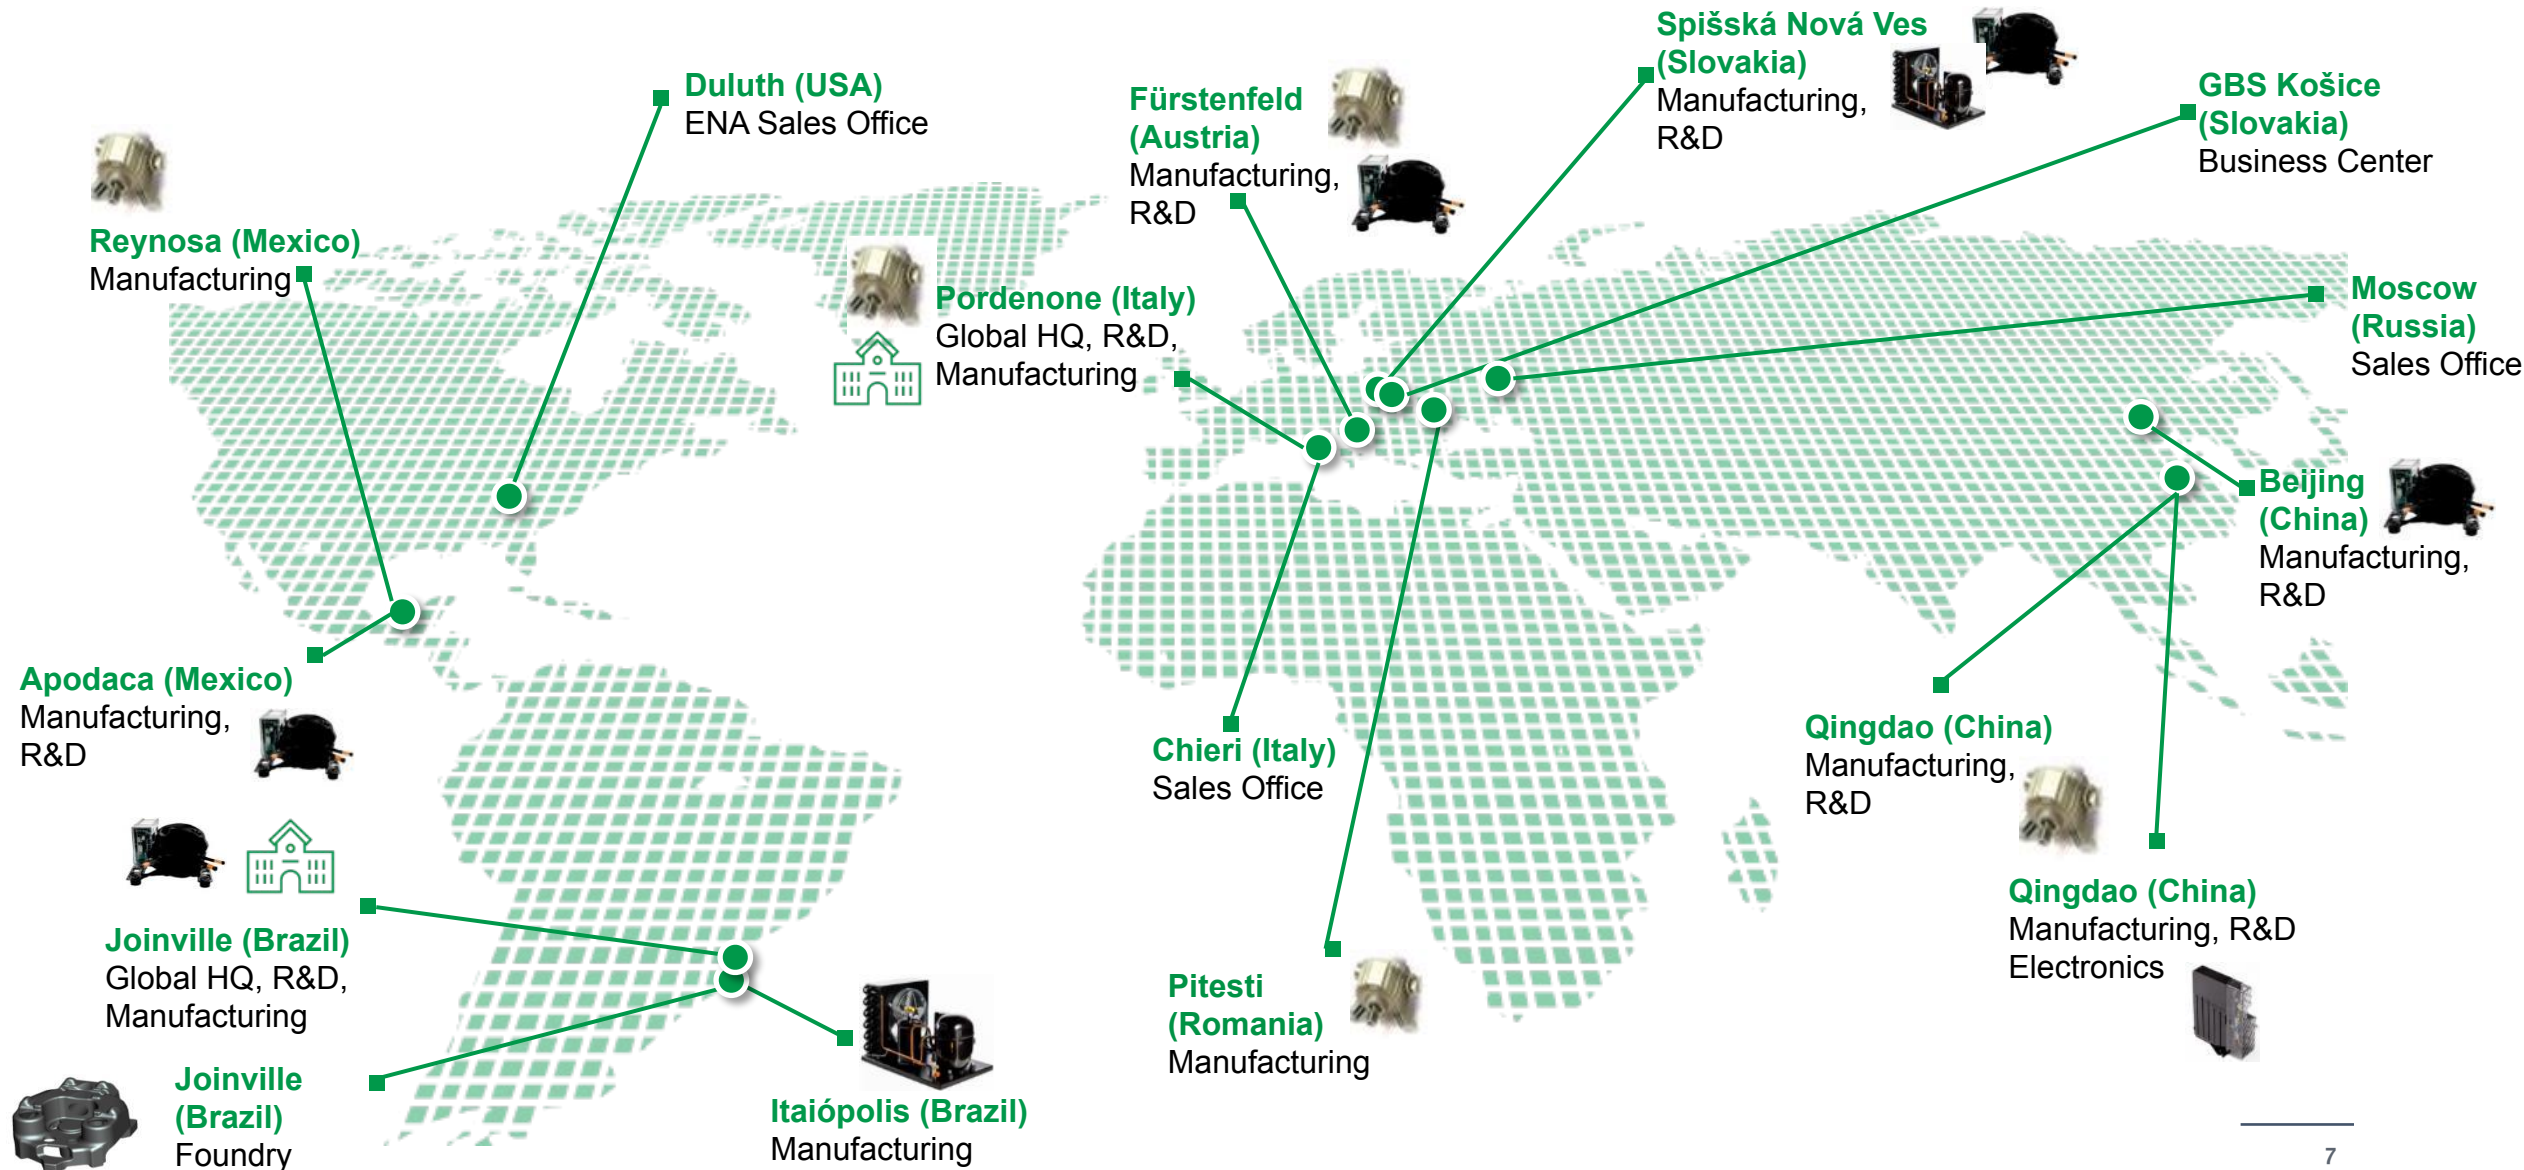 Duluth (USA)
ENA Sales Office
Reynosa (Mexico)
Manufacturing
Pordenone (Italy)
Global HQ, R&D,
Manufacturing
Fürstenfeld
(Austria)
Manufacturing,
R&D
Spišská Nová Ves
(Slovakia)
Manufacturing,
R&D
GBS Košice
(Slovakia)
Business Center
Moscow
(Russia)
Sales Office
Beijing
(China)
Manufacturing,
R&D
Apodaca (Mexico)
Manufacturing,
R&D
Chieri (Italy)
Sales Office
Qingdao (China)
Manufacturing,
R&D
Qingdao (China)
Manufacturing, R&D
Electronics
Joinville (Brazil)
Global HQ, R&D,
Manufacturing
Pitesti
(Romania)
Manufacturing
Joinville
(Brazil)
Foundry
Itaiópolis (Brazil)
Manufacturing
7